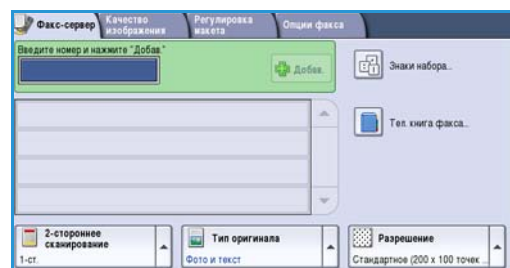 Факс-сервер
Качество
изображения
Регулировка
макета
Опции факса
Введите номер и нажмите "Добав."
Добав.
Знаки набора...
Тел. книга факса...
2-стороннее
сканирование
1-ст.
Тип оригинала
Фото и текст
Разрешение
Стандартное (200 x 100 точек ...